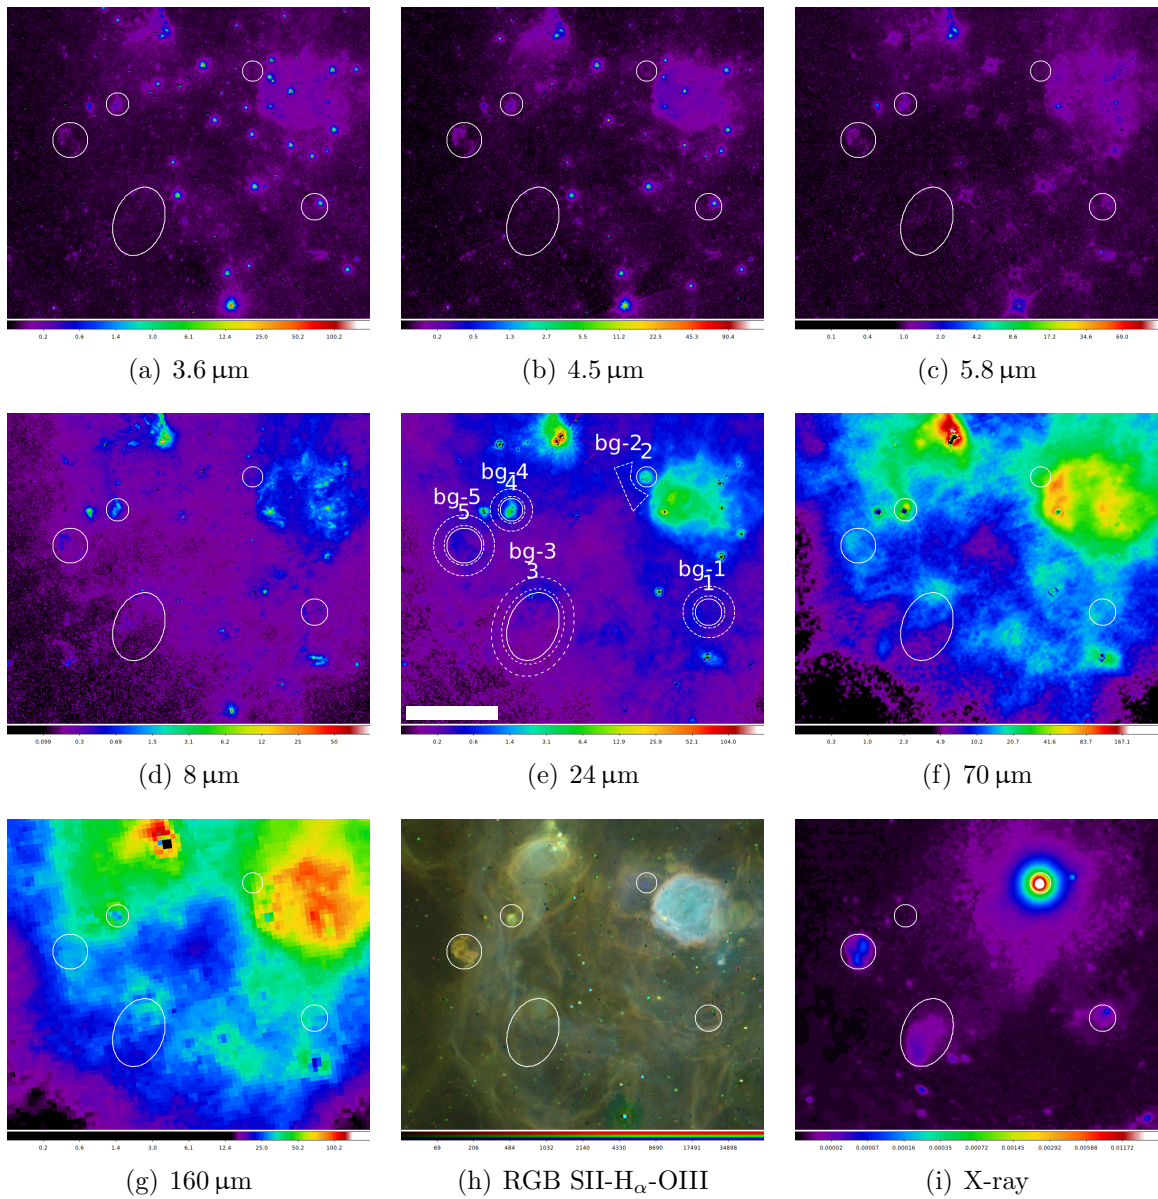 0.2 0.6 1.4 3.0 6.1 12.4 25.0 50.2 100.2
0.2 0.5 1.3 2.7 5.5 11.2 22.5 45.3 90.4
0.1 0.4 1.0 2.0 4.2 8.6 17.2 34.6 69.0
(a) 3.6 μm
(b) 4.5 μm
(c) 5.8 μm
bg-2
2
bg-4
4
bg-5
5
bg-3
3
bg-1
1
0.099 0.3 0.69 1.5 3.1 6.2 12 25 50
0.2 0.6 1.4 3.1 6.4 12.9 25.9 52.1 104.0
0.3 1.0 2.3 4.9 10.2 20.7 41.6 83.7 167.1
(d) 8 μm
(e) 24 μm
(f) 70 μm
0.2 0.6 1.4 3.0 6.1 12.4 25.0 50.2 100.2
69 206 484 1032 2140 4330 8690 17491 34898
0.00002 0.00006 0.00016 0.00035 0.00072 0.00145 0.00292 0.00588 0.01172
(g) 160 μm
(h) RGB SII-Hα-OIII
(i) X-ray